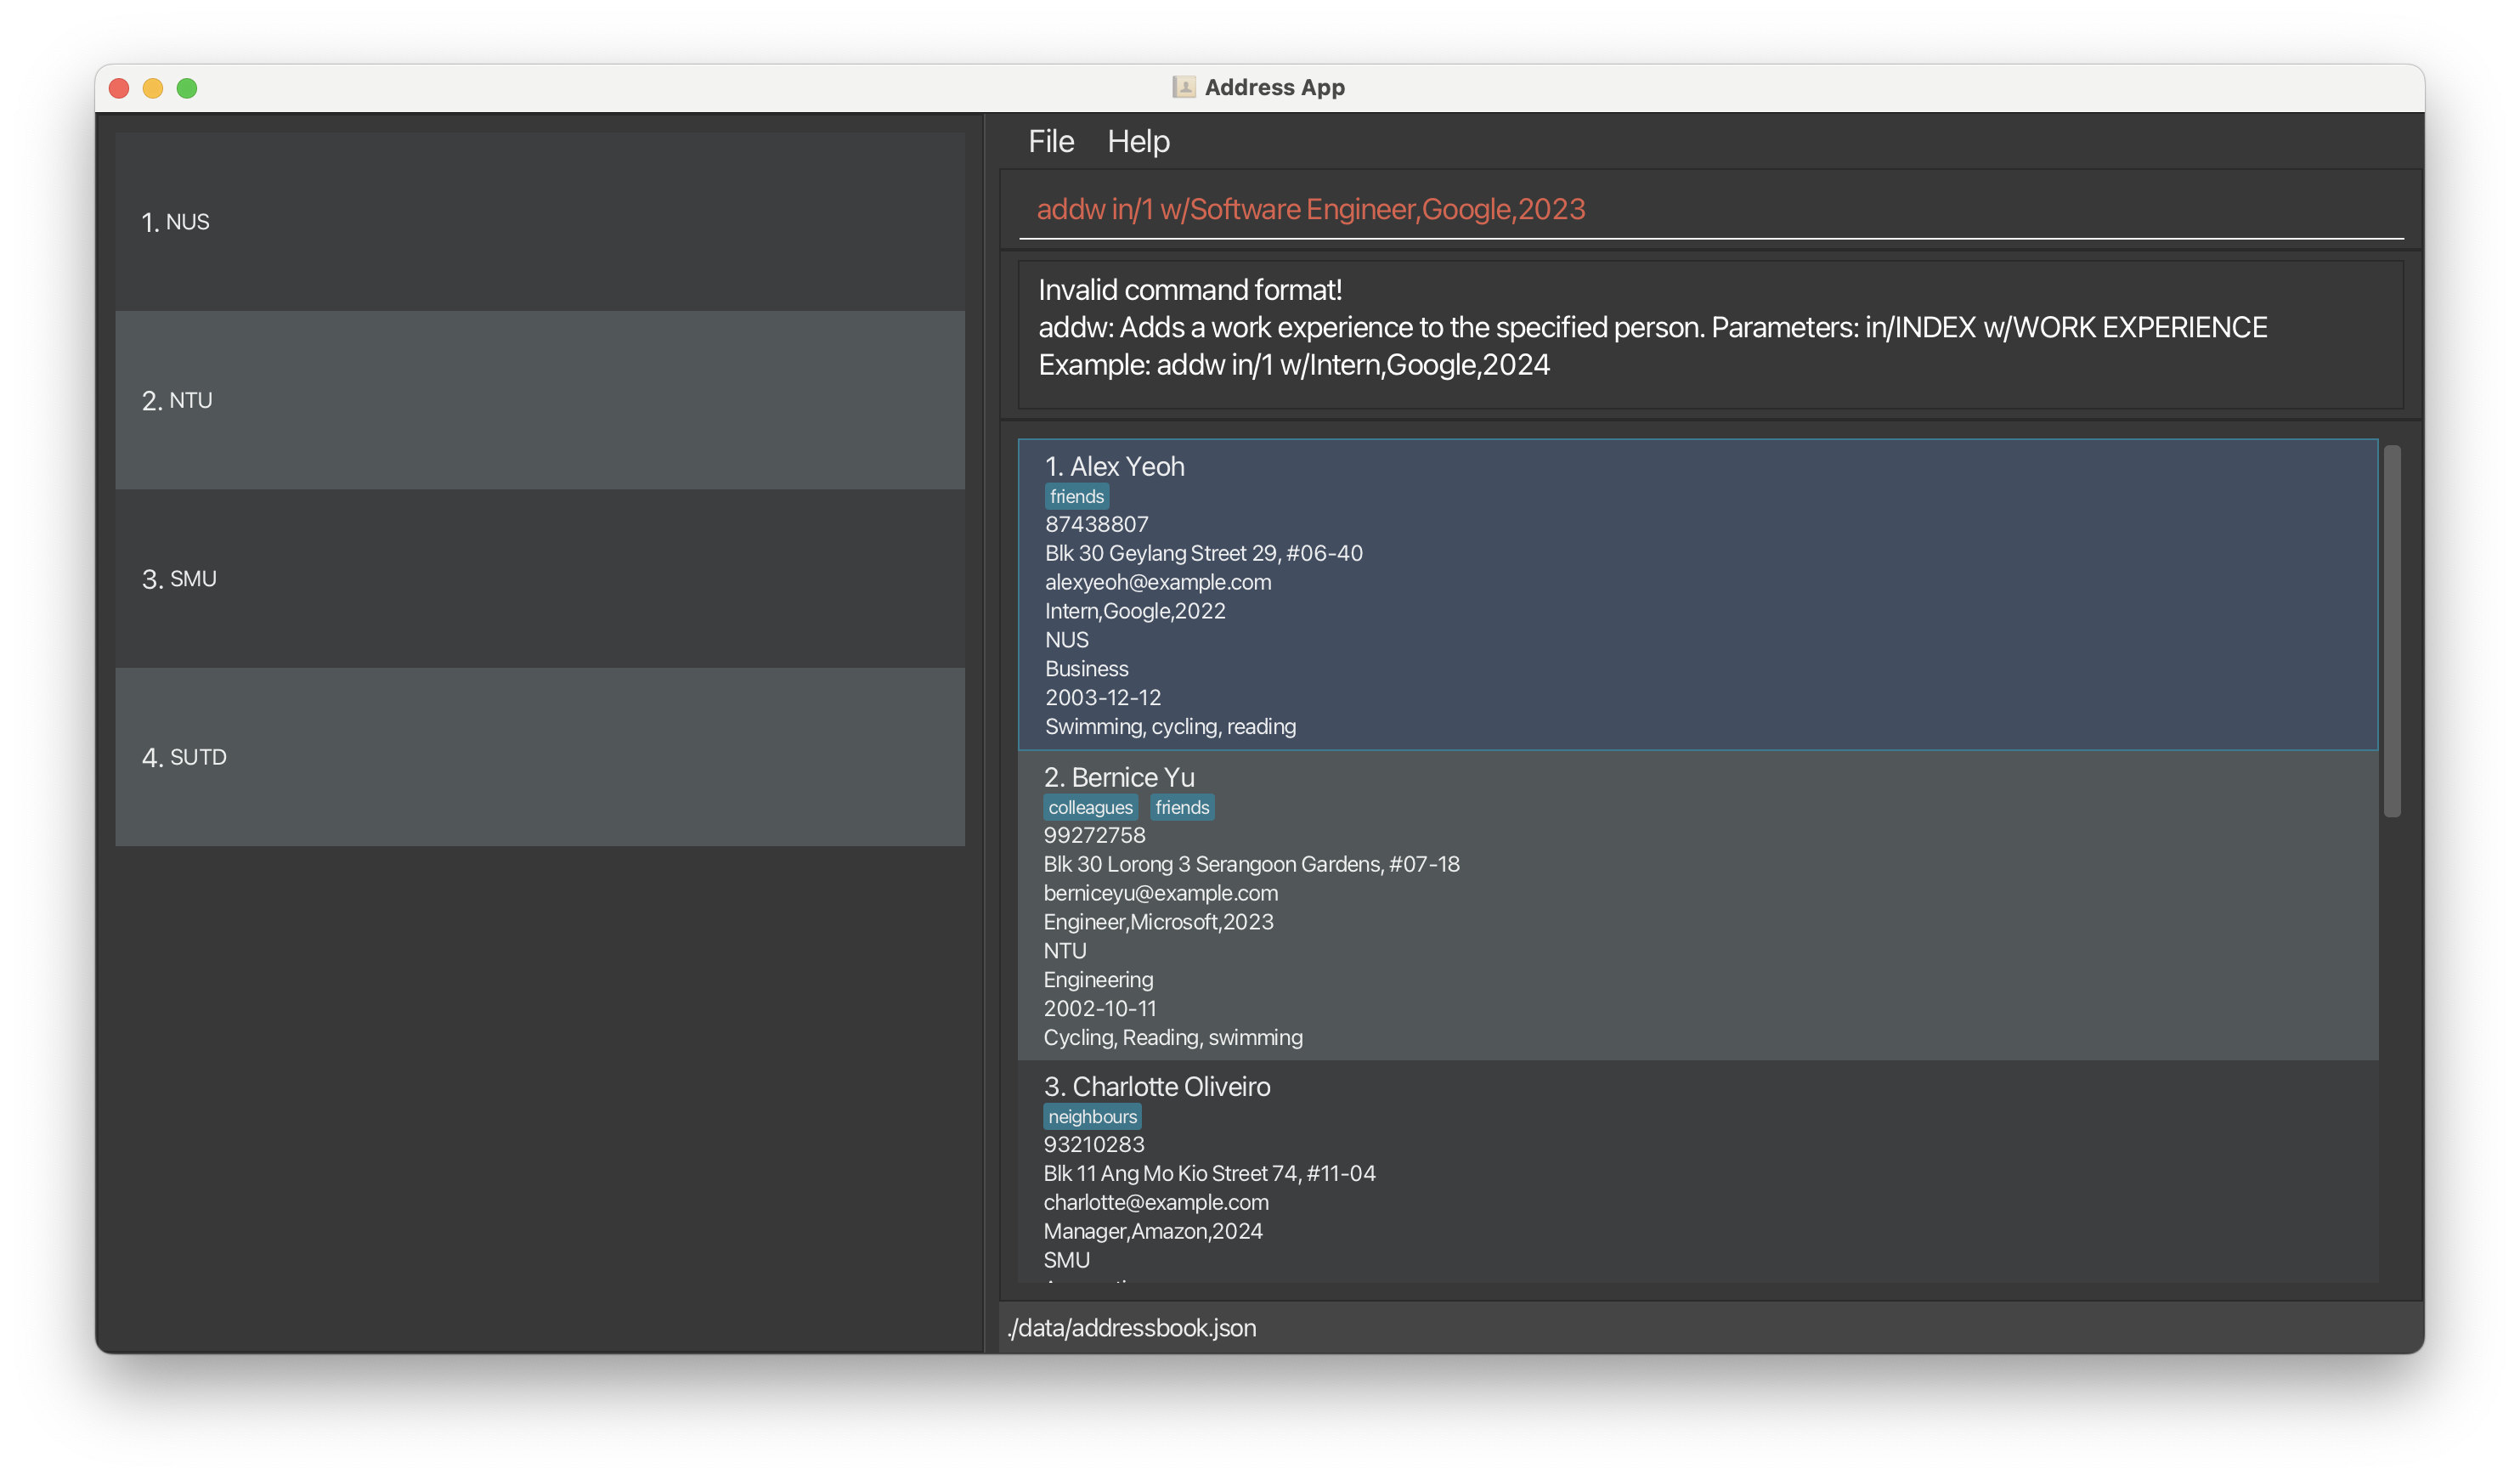 Address App
1. NUS
2. NTU
3. SMU
4. SUTD
File Help
addw in/1 w/Software Engineer,Google,2023
Invalid command format!
addw: Adds a work experience to the specified person. Parameters: in/INDEX w/WORK EXPERIENCE
Example: addw in/1 w/Intern,Google,2024
1. Alex Yeoh
friends
87438807
Blk 30 Geylang Street 29, #06-40
alexyeoh@example.com
Intern,Google,2022
NUS
Business
2003-12-12
Swimming, cycling, reading
2. Bernice Yu
colleagues friends
99272758
Blk 30 Lorong 3 Serangoon Gardens, #07-18
berniceyu@example.com
Engineer,Microsoft,2023
NTU
Engineering
2002-10-11
Cycling, Reading, swimming
3. Charlotte Oliveiro
neighbours
93210283
Blk 11 Ang Mo Kio Street 74, #11-04
charlotte@example.com
Manager,Amazon,2024
SMU
./data/addressbook.json